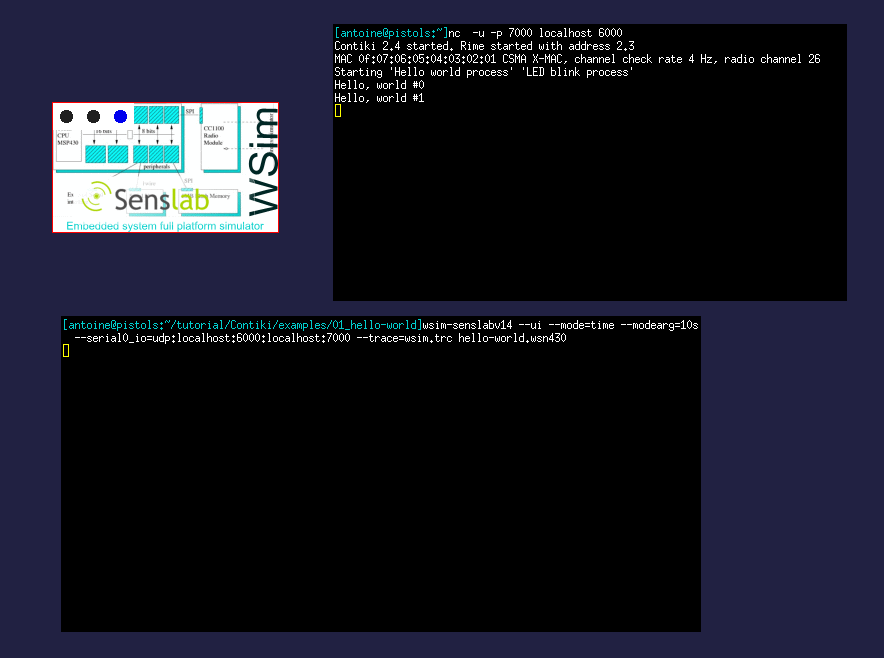 [antoine@pistols:~]nc  -u -p 7000 localhost 6000
Contiki 2.4 started. Rime started with address 2.3
MAC 0f:07:06:05:04:03:02:01 CSMA X-MAC, channel check rate 4 Hz, radio channel 26
Starting 'Hello world process' 'LED blink process'
Hello, world #0
Hello, world #1
SPI
CPU
MSP430
16 bits
8 bits
CC1100
Radio
Module
peripherals
SPI
Memory
WSim
Senslab
Embedded system full platform simulator
[antoine@pistols:~/tutorial/Contiki/examples/01_hello-world]wsim-senslabv14 --ui --mode=time --modearg=10s
--serial0_io=udp:localhost:6000:localhost:7000 --trace=wsim.trc hello-world.wsn430